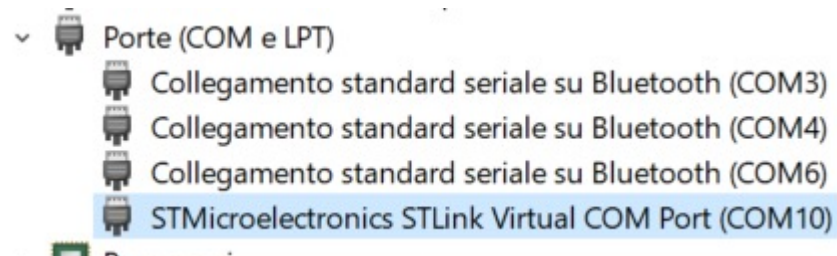 Porte (COM e LPT)
Collegamento standard seriale su Bluetooth (COM3)
Collegamento standard seriale su Bluetooth (COM4)
Collegamento standard seriale su Bluetooth (COM6)
STMicroelectronics STLink Virtual COM Port (COM10)